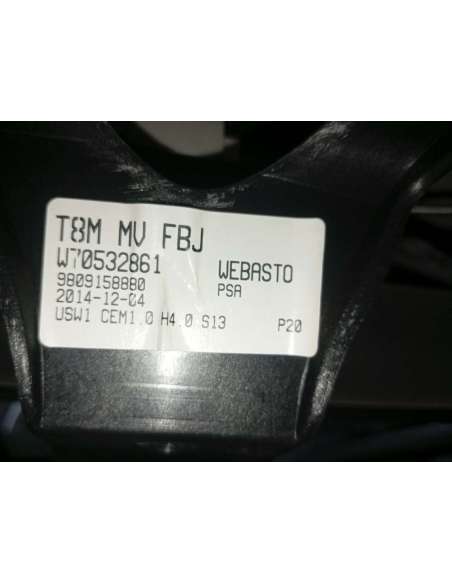 T8M MV FBJ
W70532861 WEBASTO
9809158880 PSA
2014-12-04
USW1 CEM1.0 H4.0 S13 P20